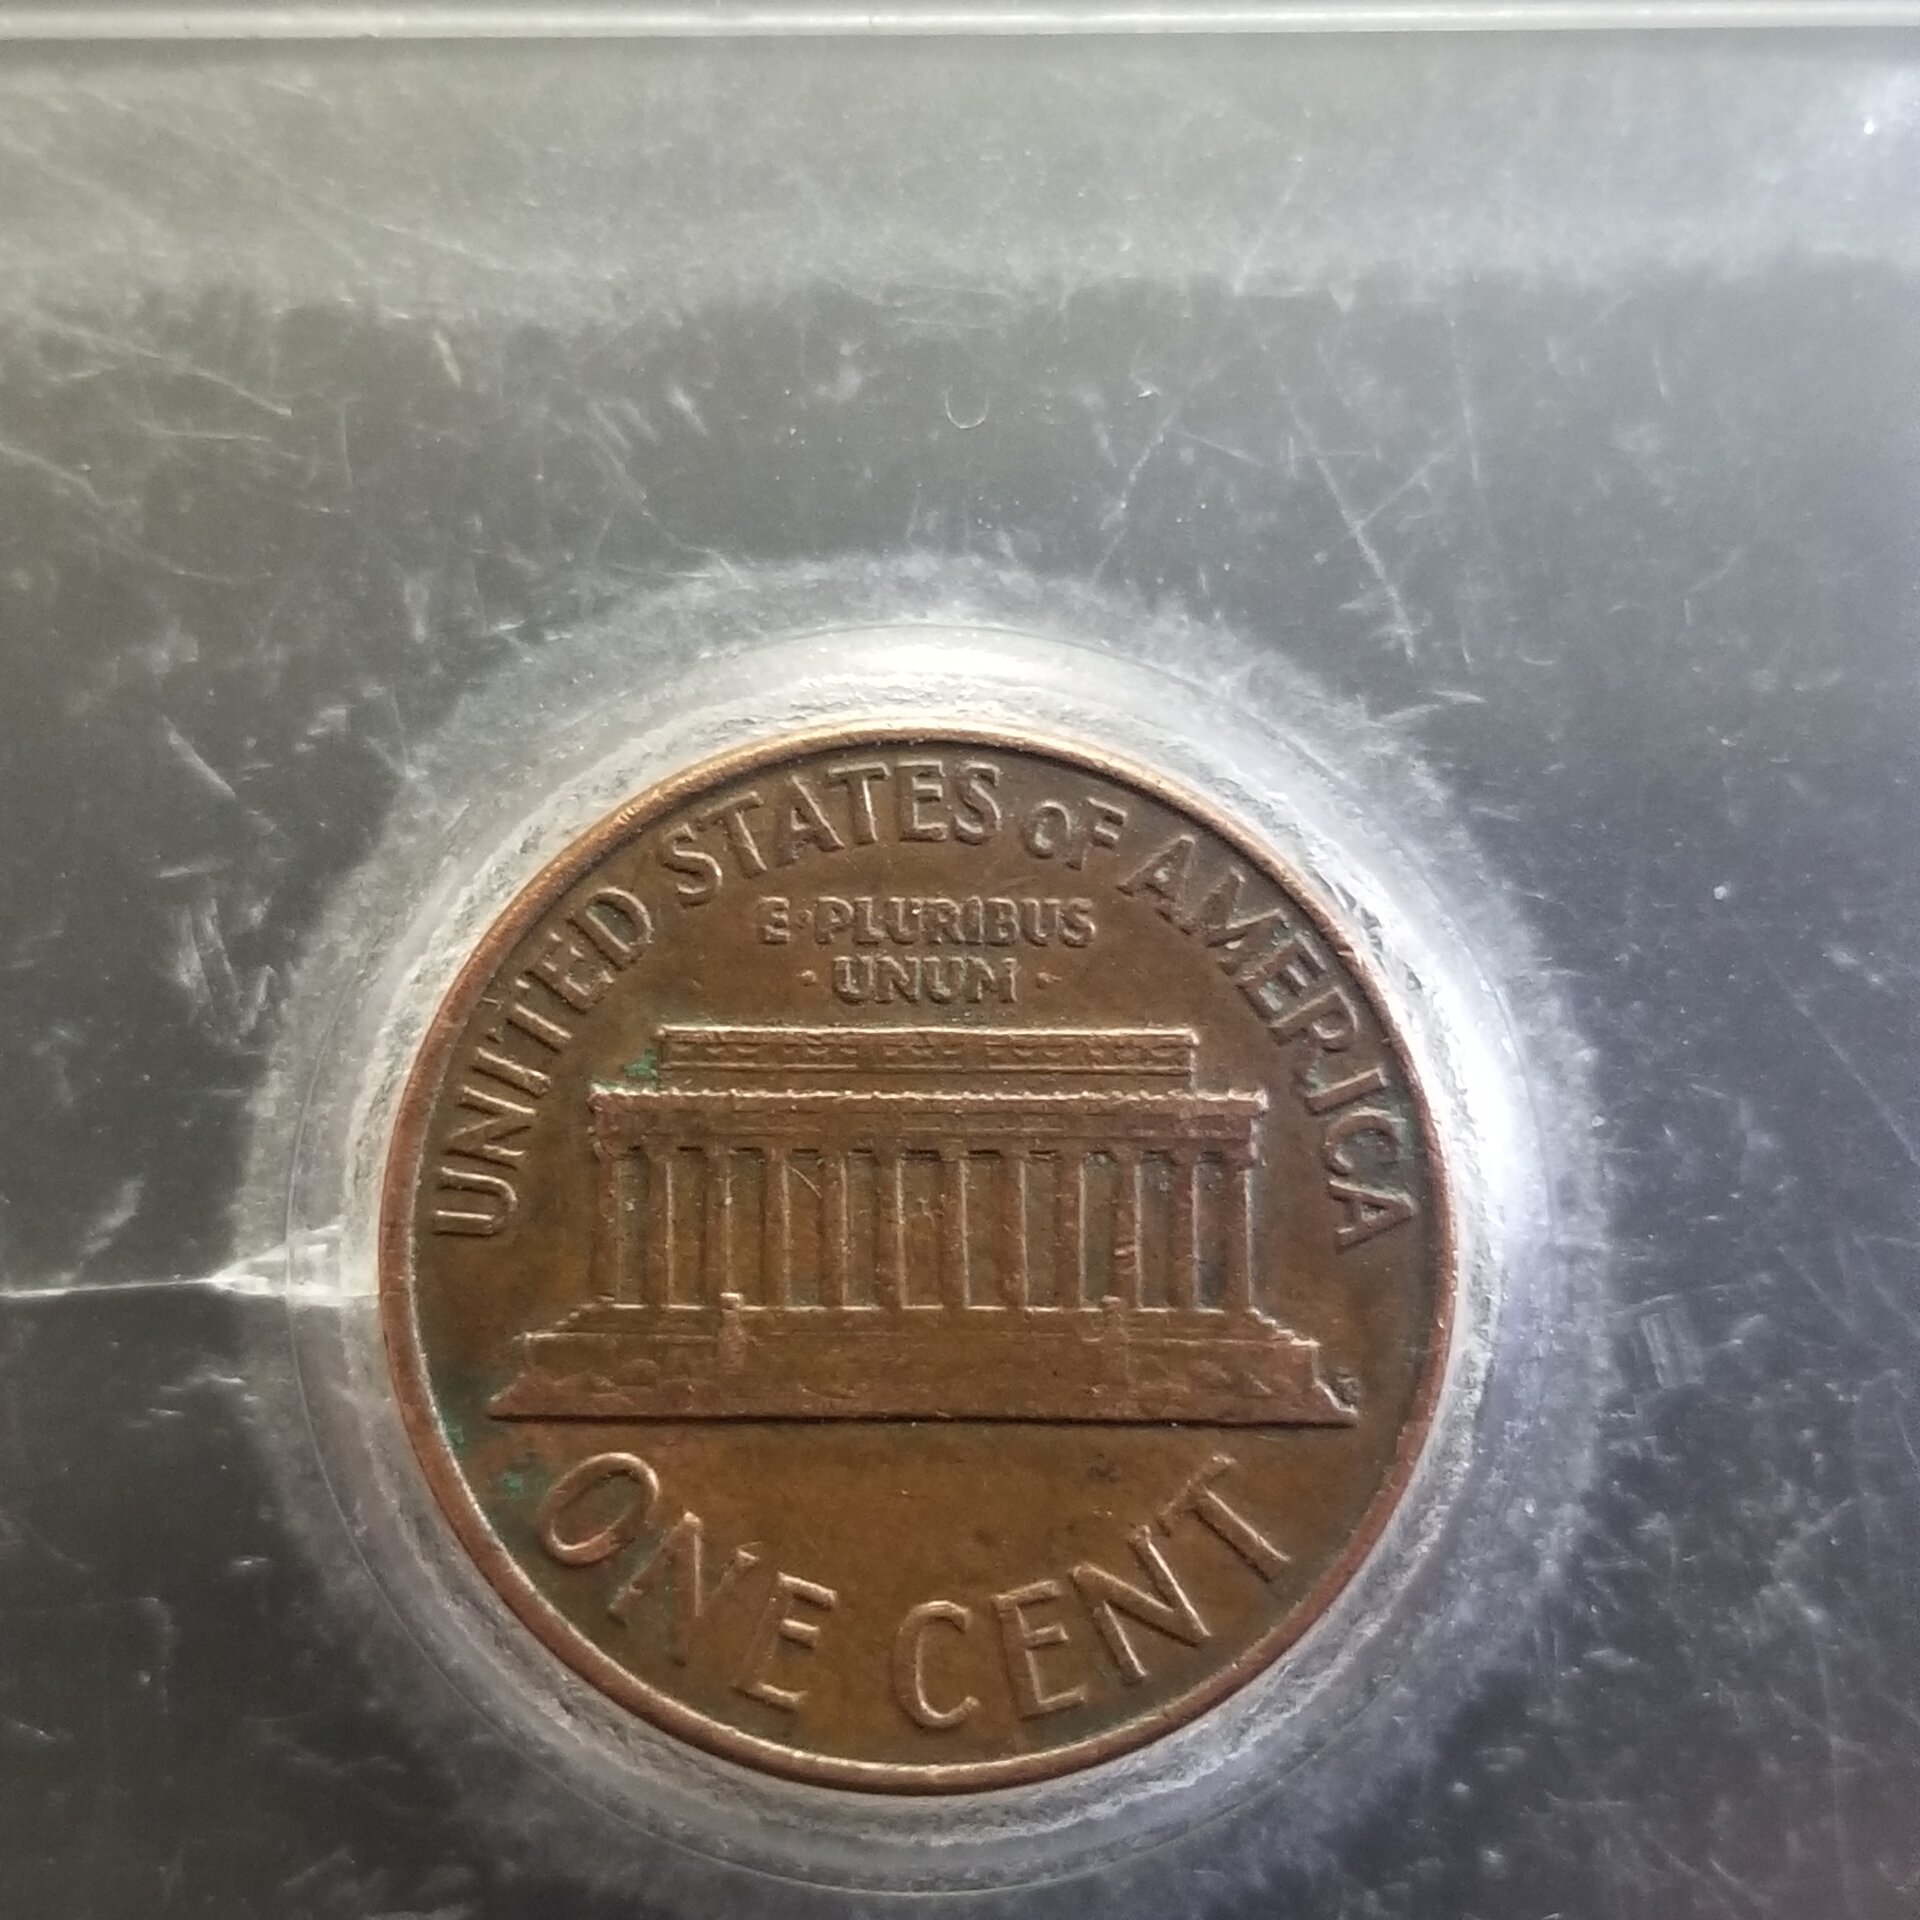 UNITED STATES OF AMERICA
E·PLURIBUS
· UNUM ·
ONE CENT